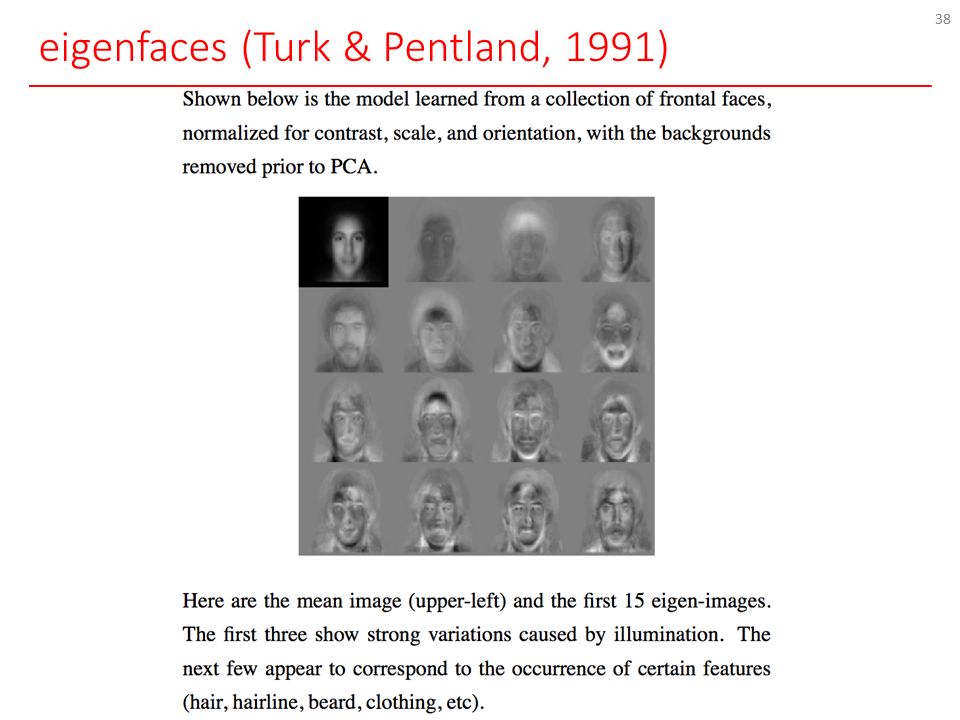 38
eigenfaces (Turk & Pentland, 1991)
Shown below is the model learned from a collection of frontal faces,
normalized for contrast, scale, and orientation, with the backgrounds
removed prior to PCA.
Here are the mean image (upper-left) and the first 15 eigen-images.
The first three show strong variations caused by illumination. The
next few appear to correspond to the occurrence of certain features
(hair, hairline, beard, clothing, etc).